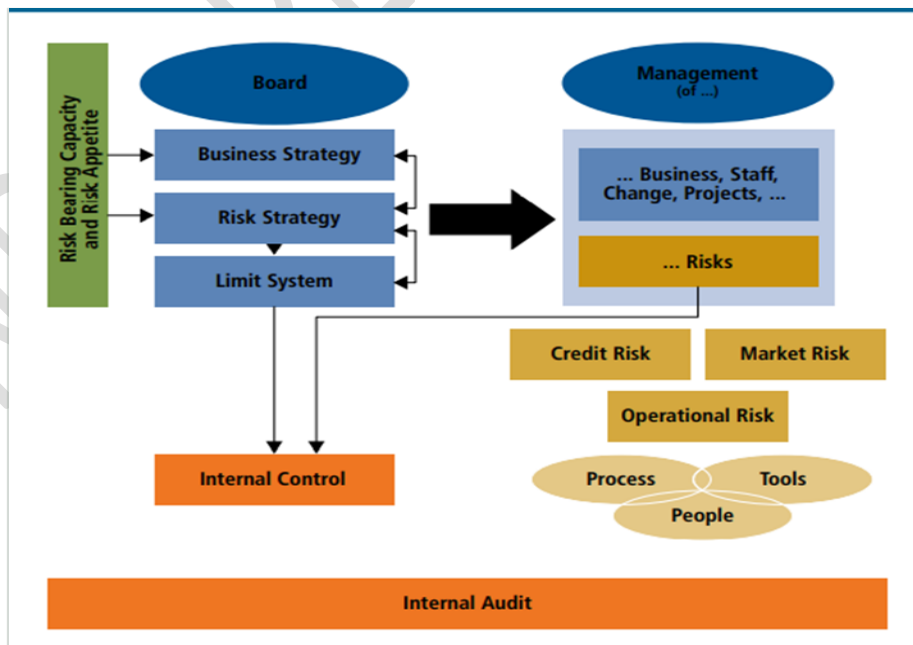 Risk Bearing Capacity
and Risk Appetite
Board
Business Strategy
Risk Strategy
Limit System
Management
(of ...)
... Business, Staff,
Change, Projects, ...
... Risks
Credit Risk
Market Risk
Operational Risk
Process
Tools
People
Internal Control
Internal Audit